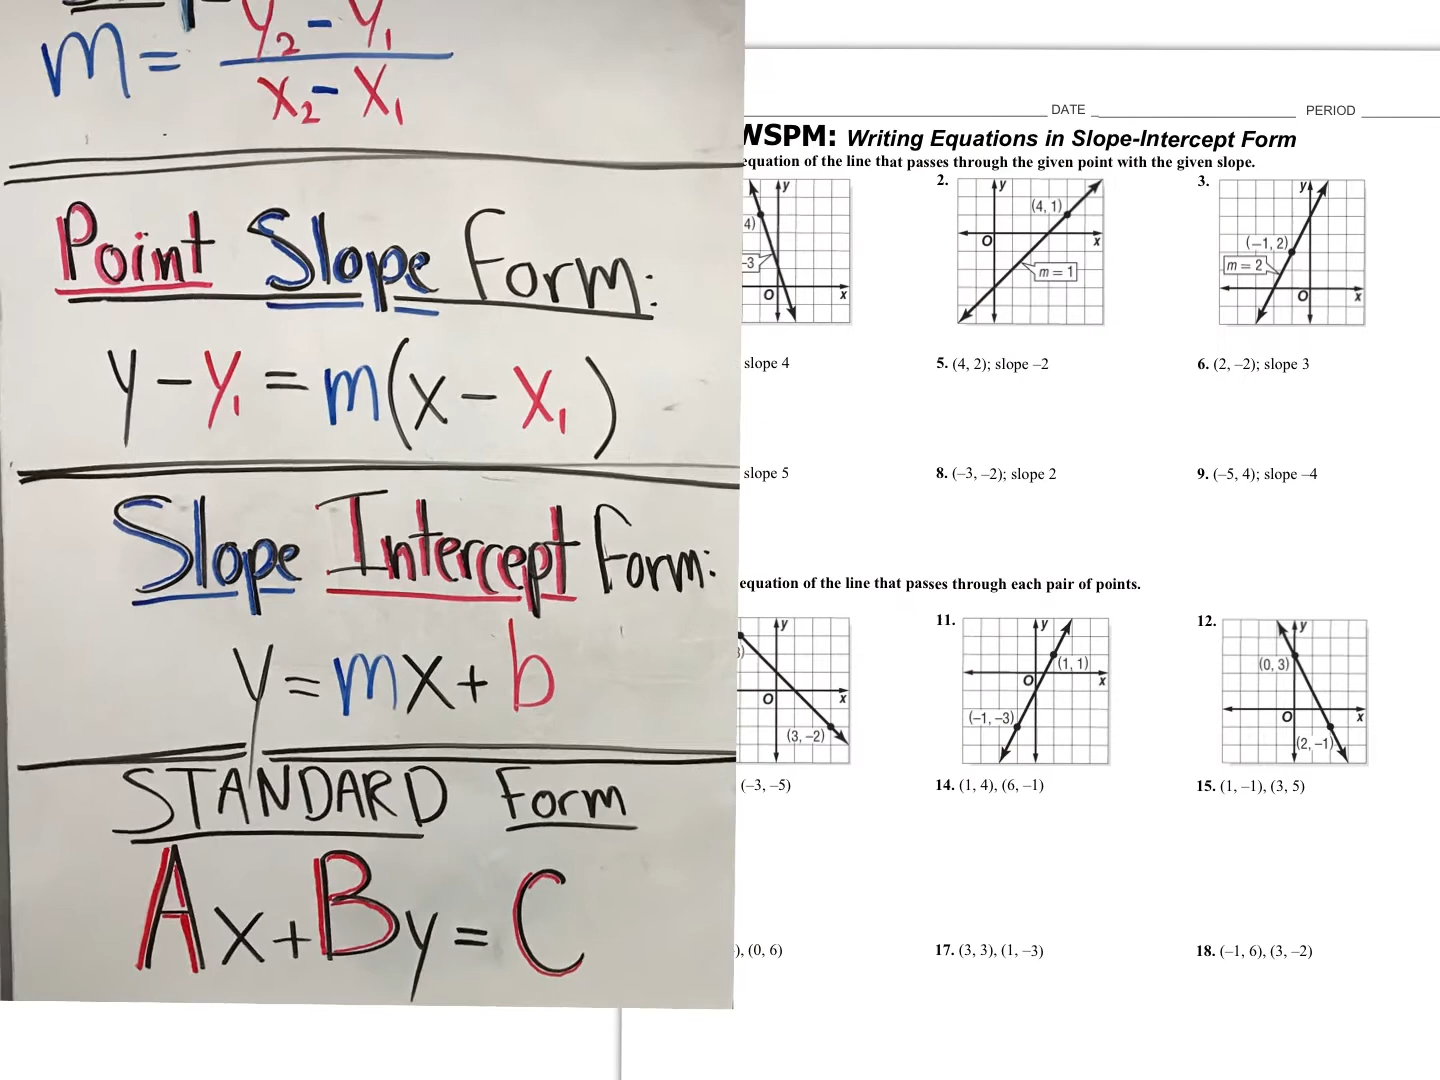 m = y₂ - y₁
x₂ - x₁
Point Slope Form:
y - y₁ = m(x - x₁)
Slope Intercept Form:
y = mx + b
STANDARD Form
Ax + By = C
DATE PERIOD
WSPM: Writing Equations in Slope-Intercept Form
equation of the line that passes through the given point with the given slope.
y
4)
-3
O x
2.
y
(4, 1)
O x
m = 1
3.
y
(-1, 2)
m = 2
O x
slope 4
5. (4, 2); slope –2
6. (2, –2); slope 3
slope 5
8. (–3, –2); slope 2
9. (–5, 4); slope –4
equation of the line that passes through each pair of points.
y
3)
O x
(3, -2)
11.
y
(1, 1)
O x
(-1, -3)
12.
y
(0, 3)
O x
(2, -1)
(–3, –5)
14. (1, 4), (6, –1)
15. (1, –1), (3, 5)
), (0, 6)
17. (3, 3), (1, –3)
18. (–1, 6), (3, –2)